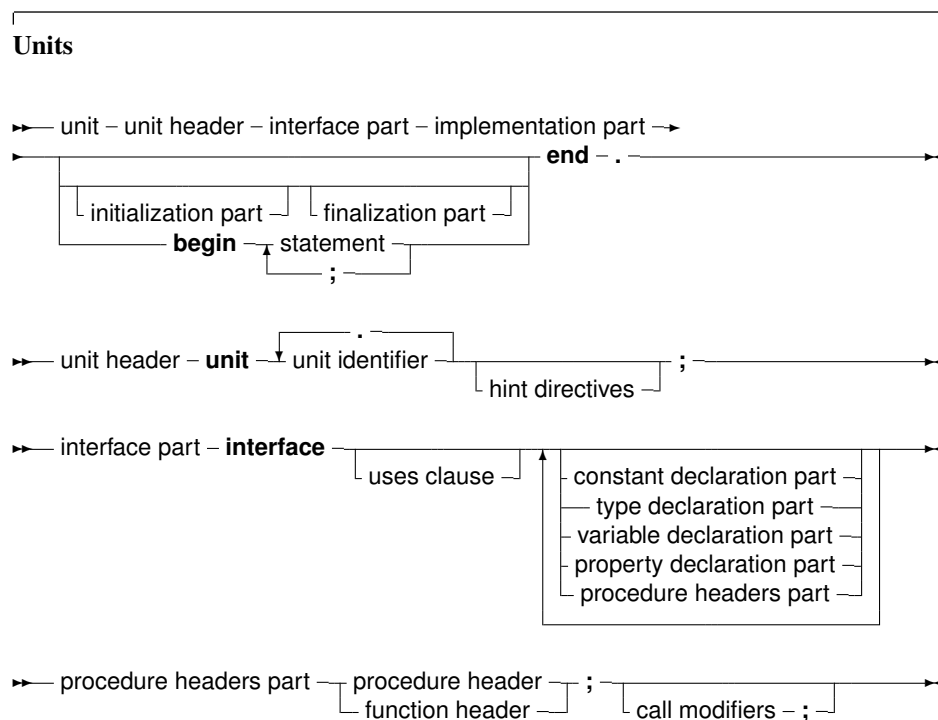 Units
unit – unit header – interface part – implementation part
end – .
initialization part finalization part
begin statement
;
.
unit header – unit unit identifier ;
hint directives
interface part – interface
uses clause constant declaration part
type declaration part
variable declaration part
property declaration part
procedure headers part
procedure headers part procedure header ;
function header call modifiers – ;